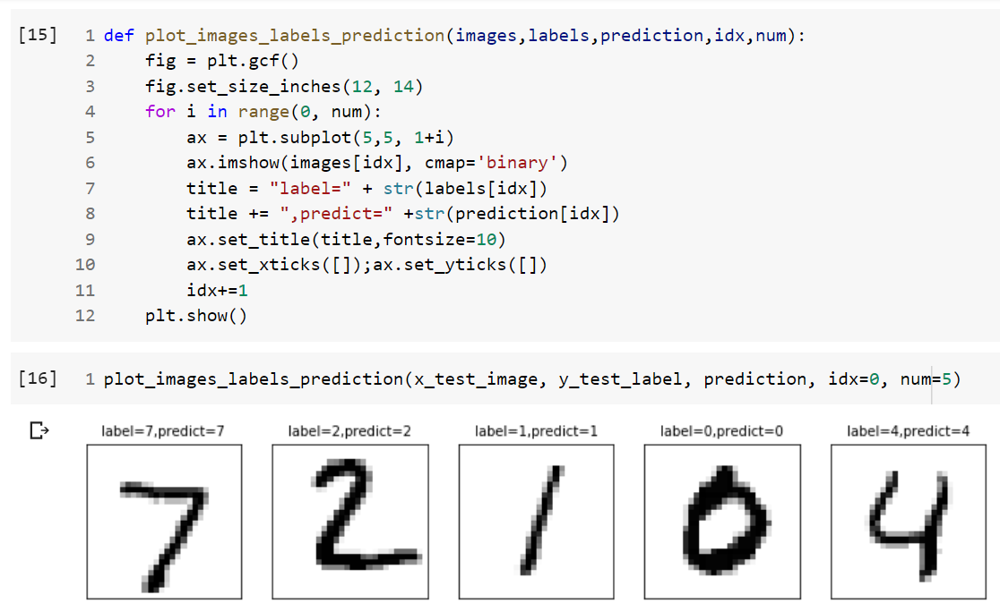 [15] 1 def plot_images_labels_prediction(images,labels,prediction,idx,num):
2     fig = plt.gcf()
3     fig.set_size_inches(12, 14)
4     for i in range(0, num):
5         ax = plt.subplot(5,5, 1+i)
6         ax.imshow(images[idx], cmap='binary')
7         title = "label=" + str(labels[idx])
8         title += ",predict=" +str(prediction[idx])
9         ax.set_title(title,fontsize=10)
10         ax.set_xticks([]);ax.set_yticks([])
11         idx+=1
12     plt.show()
[16] 1 plot_images_labels_prediction(x_test_image, y_test_label, prediction, idx=0, num=5)
label=7,predict=7 label=2,predict=2 label=1,predict=1 label=0,predict=0 label=4,predict=4
7 2 1 0 4